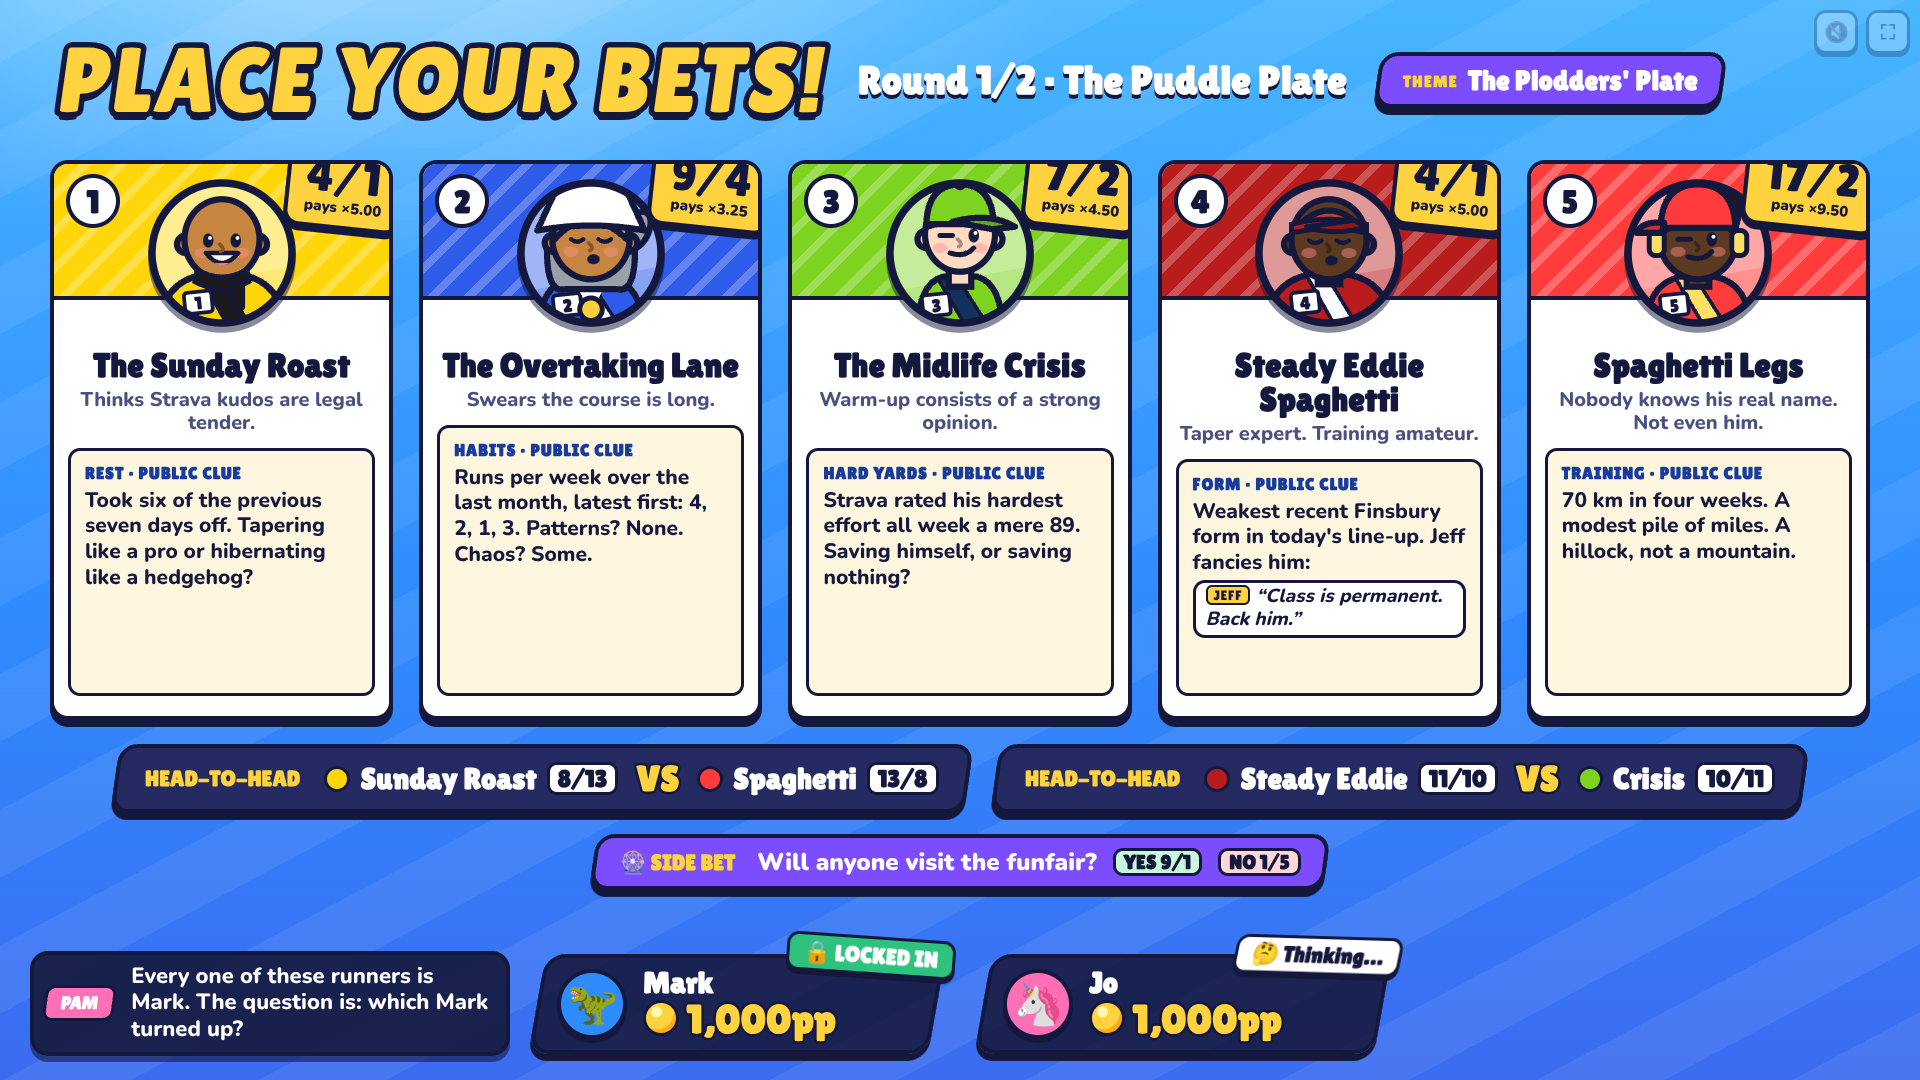 PLACE YOUR BETS!
Round 1/2 · The Puddle Plate
THEME The Plodders' Plate
1
4/1
pays ×5.00
1
The Sunday Roast
Thinks Strava kudos are legal
tender.
REST · PUBLIC CLUE
Took six of the previous
seven days off. Tapering
like a pro or hibernating
like a hedgehog?
2
9/4
pays ×3.25
2
The Overtaking Lane
Swears the course is long.
HABITS · PUBLIC CLUE
Runs per week over the
last month, latest first: 4,
2, 1, 3. Patterns? None.
Chaos? Some.
3
7/2
pays ×4.50
3
The Midlife Crisis
Warm-up consists of a strong
opinion.
HARD YARDS · PUBLIC CLUE
Strava rated his hardest
effort all week a mere 89.
Saving himself, or saving
nothing?
4
4/1
pays ×5.00
4
Steady Eddie
Spaghetti
Taper expert. Training amateur.
FORM · PUBLIC CLUE
Weakest recent Finsbury
form in today's line-up. Jeff
fancies him:
JEFF “Class is permanent.
Back him.”
5
17/2
pays ×9.50
5
Spaghetti Legs
Nobody knows his real name.
Not even him.
TRAINING · PUBLIC CLUE
70 km in four weeks. A
modest pile of miles. A
hillock, not a mountain.
HEAD-TO-HEAD Sunday Roast 8/13 VS Spaghetti 13/8
HEAD-TO-HEAD Steady Eddie 11/10 VS Crisis 10/11
SIDE BET Will anyone visit the funfair? YES 9/1 NO 1/5
PAM
Every one of these runners is
Mark. The question is: which Mark
turned up?
LOCKED IN
Mark
1,000pp
Thinking...
Jo
1,000pp